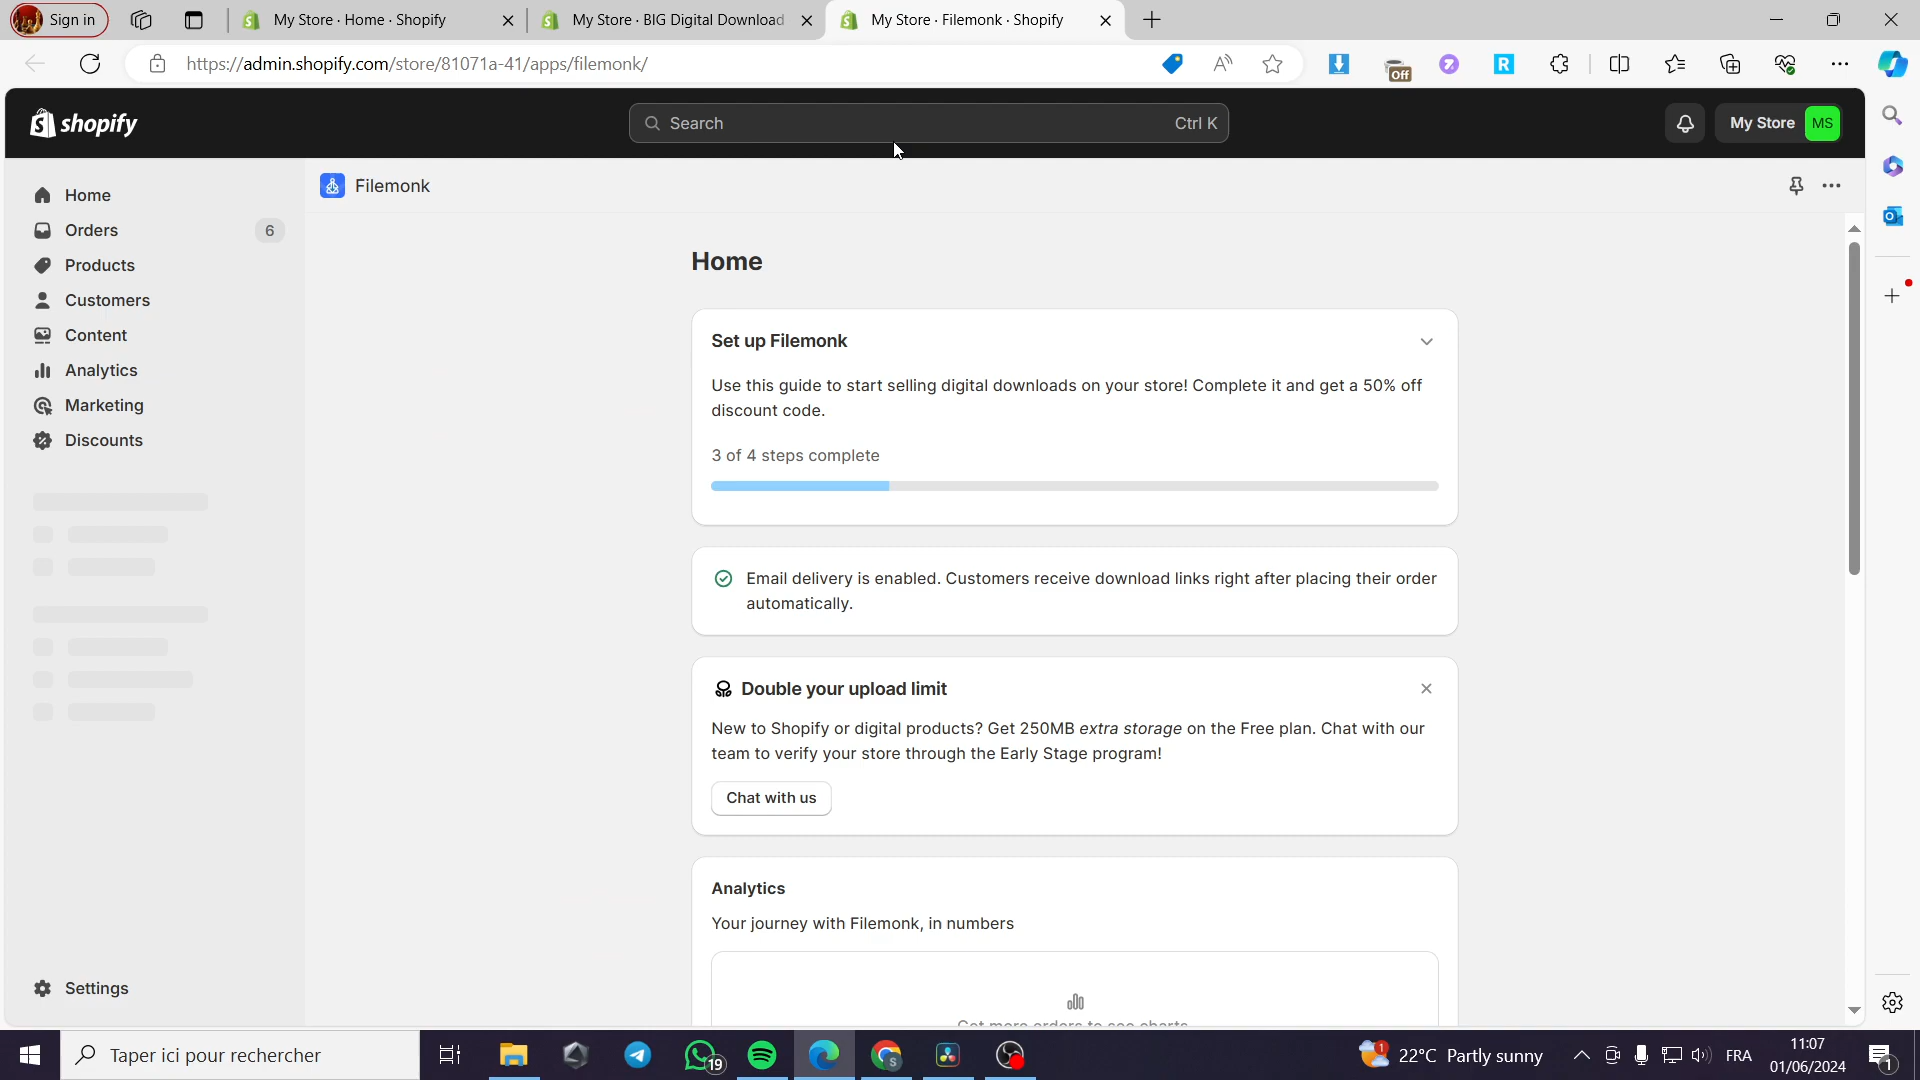 Sign in
My Store · Home · Shopify
My Store · BIG Digital Download
My Store · Filemonk · Shopify
https://admin.shopify.com/store/81071a-41/apps/filemonk/
Off
shopify
Search
Ctrl K
My Store
MS
Filemonk
Home
Orders
6
Products
Customers
Content
Analytics
Marketing
Discounts
Settings
Home
Set up Filemonk
Use this guide to start selling digital downloads on your store! Complete it and get a 50% off
discount code.
3 of 4 steps complete
Email delivery is enabled. Customers receive download links right after placing their order
automatically.
Double your upload limit
New to Shopify or digital products? Get 250MB extra storage on the Free plan. Chat with our
team to verify your store through the Early Stage program!
Chat with us
Analytics
Your journey with Filemonk, in numbers
Get more orders to see charts
Taper ici pour rechercher
19
22°C Partly sunny
FRA
11:07
01/06/2024
1